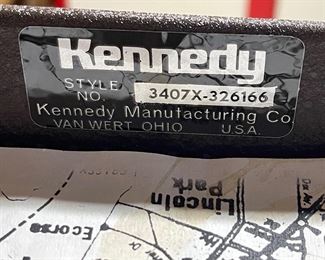 Kennedy
STYLE
NO. 3407X-326166
Kennedy Manufacturing Co.
VAN WERT, OHIO U.S.A.
Lincoln
Park
Ecorse